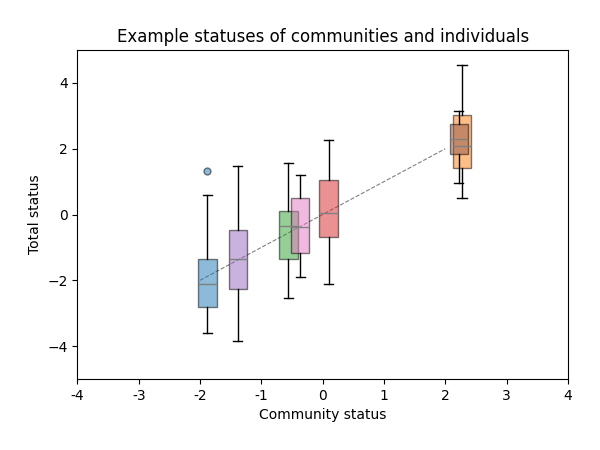 Example statuses of communities and individuals
Total status
4
2
0
−2
−4
-4 -3 -2 -1 0 1 2 3 4
Community status